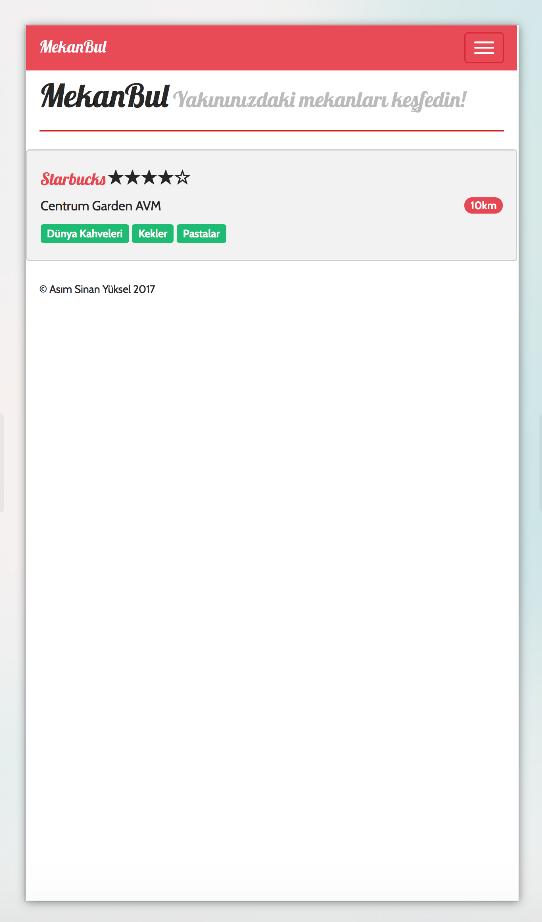 MekanBul
MekanBul Yakınınızdaki mekanları keşfedin!
Starbucks ★★★★☆
Centrum Garden AVM 10km
Dünya Kahveleri Kekler Pastalar
© Asım Sinan Yüksel 2017